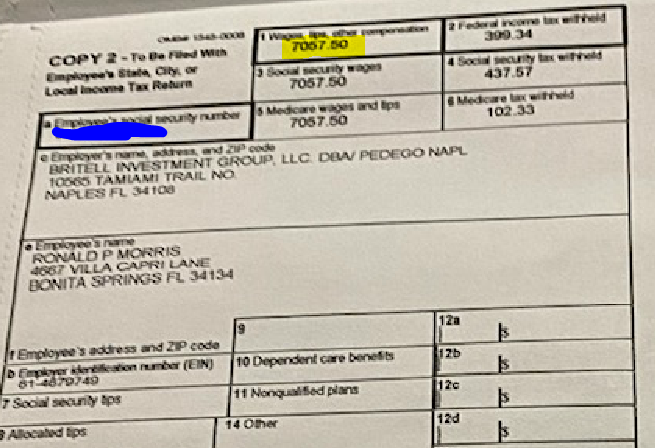 OMB# 1545-0008
COPY 2 - To Be Filed With
Employee's State, City, or
Local Income Tax Return
1 Wages, tips, other compensation
7057.50
2 Federal income tax withheld
399.34
3 Social security wages
7057.50
4 Social security tax withheld
437.57
a Employee's social security number
5 Medicare wages and tips
7057.50
6 Medicare tax withheld
102.33
c Employer's name, address, and ZIP code
BRITELL INVESTMENT GROUP, LLC. DBA/ PEDEGO NAPL
10565 TAMIAMI TRAIL NO.
NAPLES FL 34108
e Employee's name
RONALD P MORRIS
4667 VILLA CAPRI LANE
BONITA SPRINGS FL 34134
f Employee's address and ZIP code
9
12a
s
b Employer identification number (EIN)
81-4879749
10 Dependent care benefits
12b
s
7 Social security tips
11 Nonqualified plans
12c
s
8 Allocated tips
14 Other
12d
s